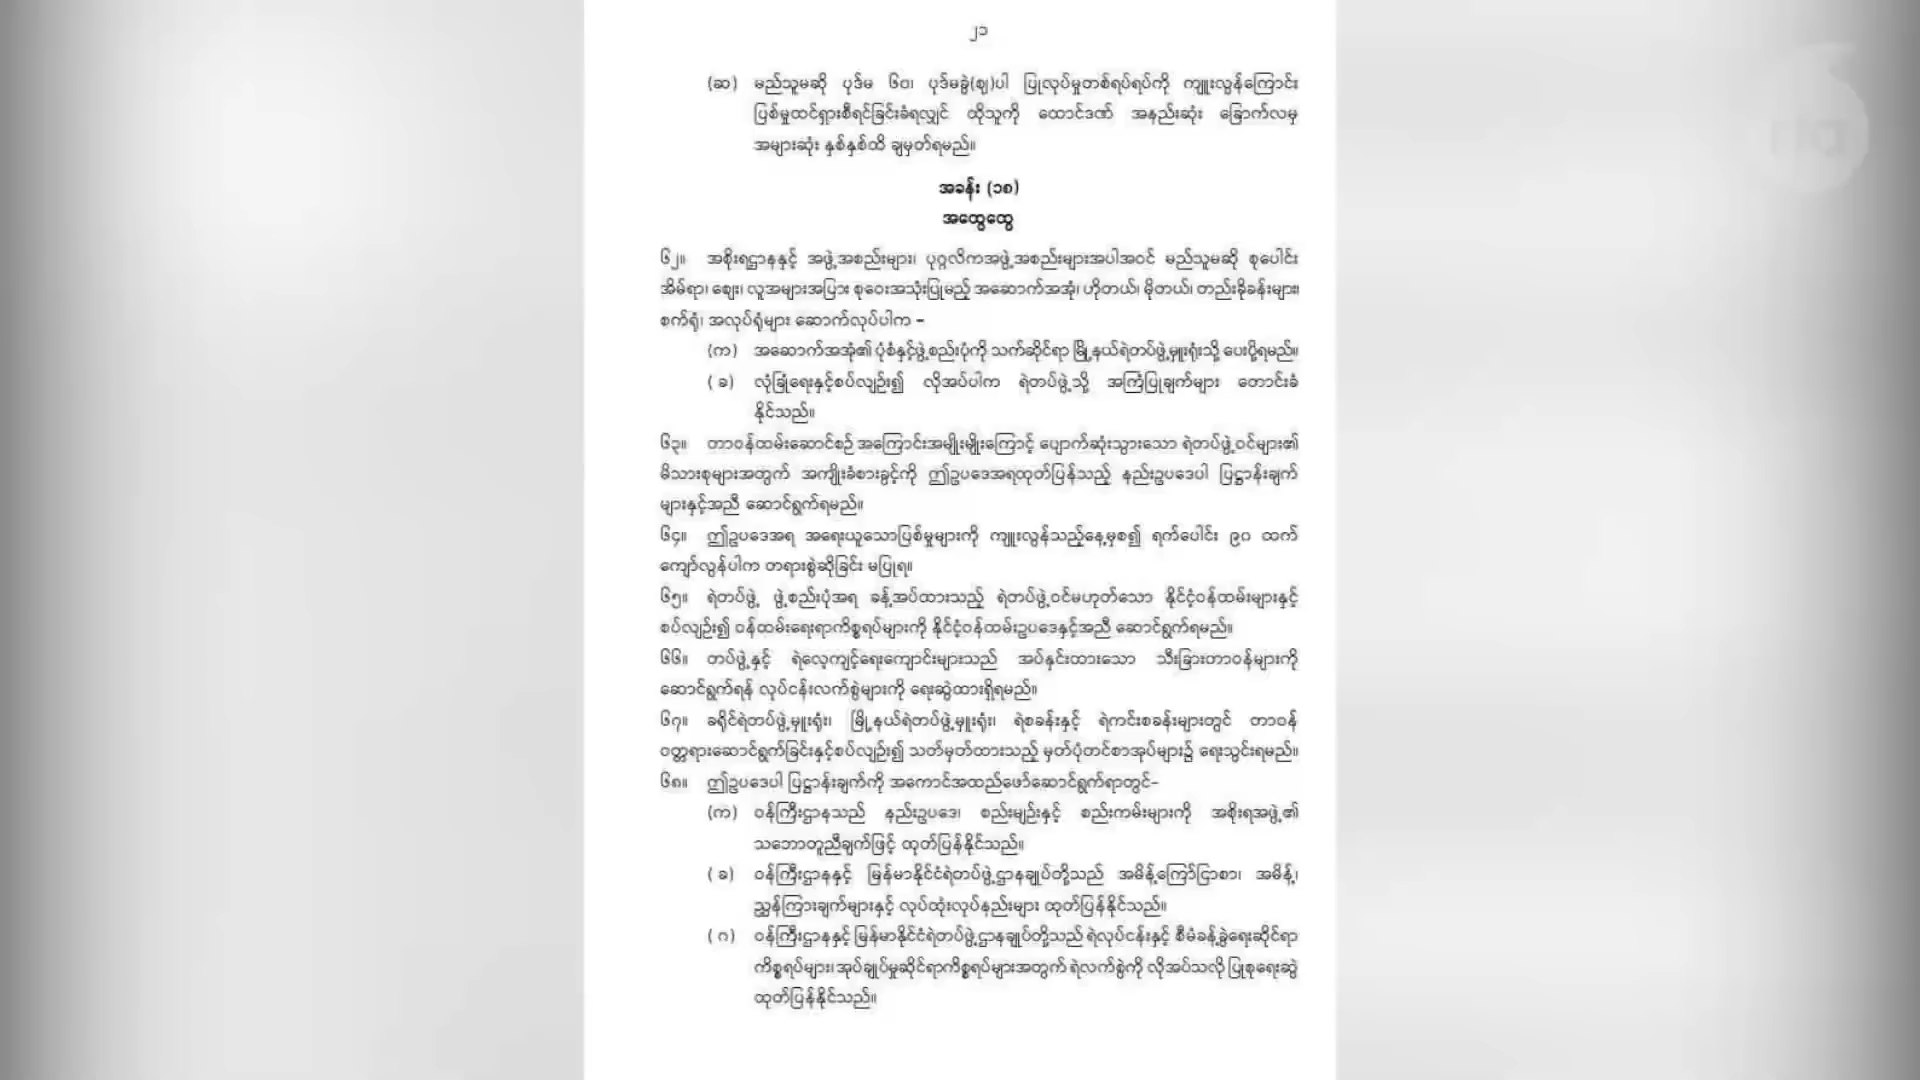 ၂၁
(ဆ) မည်သူမဆို ပုဒ်မ ၆၀၊ ပုဒ်မခွဲ(ဈ)ပါ ပြုလုပ်မှုတစ်ရပ်ရပ်ကို ကျူးလွန်ကြောင်း
ပြစ်မှုထင်ရှားစီရင်ခြင်းခံရလျှင် ထိုသူကို ထောင်ဒဏ် အနည်းဆုံး ခြောက်လမှ
အများဆုံး နှစ်နှစ်ထိ ချမှတ်ရမည်။
အခန်း (၁၈)
အထွေထွေ
၆၂။ အစိုးရဌာနနှင့် အဖွဲ့အစည်းများ၊ ပုဂ္ဂလိကအဖွဲ့အစည်းများအပါအဝင် မည်သူမဆို စုပေါင်း
အိမ်ရာ၊ ဈေး၊ လူအများအပြား စုဝေးအသုံးပြုမည့် အဆောက်အအုံ၊ ဟိုတယ်၊ မိုတယ်၊ တည်းခိုခန်းများ၊
စက်ရုံ၊ အလုပ်ရုံများ ဆောက်လုပ်ပါက –
(က) အဆောက်အအုံ၏ ပုံစံနှင့်ဖွဲ့စည်းပုံကို သက်ဆိုင်ရာ မြို့နယ်ရဲတပ်ဖွဲ့မှူးရုံးသို့ ပေးပို့ရမည်။
(ခ) လုံခြုံရေးနှင့်စပ်လျဉ်း၍ လိုအပ်ပါက ရဲတပ်ဖွဲ့သို့ အကြံပြုချက်များ တောင်းခံ
နိုင်သည်။
၆၃။ တာဝန်ထမ်းဆောင်စဉ် အကြောင်းအမျိုးမျိုးကြောင့် ပျောက်ဆုံးသွားသော ရဲတပ်ဖွဲ့ဝင်များ၏
မိသားစုများအတွက် အကျိုးခံစားခွင့်ကို ဤဥပဒေအရထုတ်ပြန်သည့် နည်းဥပဒေပါ ပြဋ္ဌာန်းချက်
များနှင့်အညီ ဆောင်ရွက်ရမည်။
၆၄။ ဤဥပဒေအရ အရေးယူသောပြစ်မှုများကို ကျူးလွန်သည့်နေ့မှစ၍ ရက်ပေါင်း ၉၀ ထက်
ကျော်လွန်ပါက တရားစွဲဆိုခြင်း မပြုရ။
၆၅။ ရဲတပ်ဖွဲ့ ဖွဲ့စည်းပုံအရ ခန့်အပ်ထားသည့် ရဲတပ်ဖွဲ့ဝင်မဟုတ်သော နိုင်ငံ့ဝန်ထမ်းများနှင့်
စပ်လျဉ်း၍ ဝန်ထမ်းရေးရာကိစ္စရပ်များကို နိုင်ငံ့ဝန်ထမ်းဥပဒေနှင့်အညီ ဆောင်ရွက်ရမည်။
၆၆။ တပ်ဖွဲ့နှင့် ရဲလေ့ကျင့်ရေးကျောင်းများသည် အပ်နှင်းထားသော သီးခြားတာဝန်များကို
ဆောင်ရွက်ရန် လုပ်ငန်းလက်စွဲများကို ရေးဆွဲထားရှိရမည်။
၆၇။ ခရိုင်ရဲတပ်ဖွဲ့မှူးရုံး၊ မြို့နယ်ရဲတပ်ဖွဲ့မှူးရုံး၊ ရဲစခန်းနှင့် ရဲကင်းစခန်းများတွင် တာဝန်
ဝတ္တရားဆောင်ရွက်ခြင်းနှင့်စပ်လျဉ်း၍ သတ်မှတ်ထားသည့် မှတ်ပုံတင်စာအုပ်များ၌ ရေးသွင်းရမည်။
၆၈။ ဤဥပဒေပါ ပြဋ္ဌာန်းချက်ကို အကောင်အထည်ဖော်ဆောင်ရွက်ရာတွင်–
(က) ဝန်ကြီးဌာနသည် နည်းဥပဒေ၊ စည်းမျဉ်းနှင့် စည်းကမ်းများကို အစိုးရအဖွဲ့၏
သဘောတူညီချက်ဖြင့် ထုတ်ပြန်နိုင်သည်။
(ခ) ဝန်ကြီးဌာနနှင့် မြန်မာနိုင်ငံရဲတပ်ဖွဲ့ဌာနချုပ်တို့သည် အမိန့်ကြော်ငြာစာ၊ အမိန့်၊
ညွှန်ကြားချက်များနှင့် လုပ်ထုံးလုပ်နည်းများ ထုတ်ပြန်နိုင်သည်။
(ဂ) ဝန်ကြီးဌာနနှင့် မြန်မာနိုင်ငံရဲတပ်ဖွဲ့ဌာနချုပ်တို့သည် ရဲလုပ်ငန်းနှင့် စီမံခန့်ခွဲရေးဆိုင်ရာ
ကိစ္စရပ်များ၊ အုပ်ချုပ်မှုဆိုင်ရာကိစ္စရပ်များအတွက် ရဲလက်စွဲကို လိုအပ်သလို ပြုစုရေးဆွဲ
ထုတ်ပြန်နိုင်သည်။